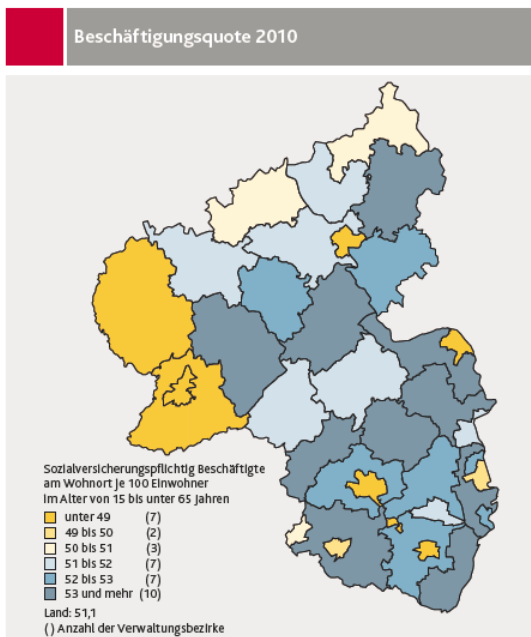 Beschäftigungsquote 2010
Sozialversicherungspflichtig Beschäftigte
am Wohnort je 100 Einwohner
im Alter von 15 bis unter 65 Jahren
unter 49 (7)
49 bis 50 (2)
50 bis 51 (3)
51 bis 52 (7)
52 bis 53 (7)
53 und mehr (10)
Land: 51,1
( ) Anzahl der Verwaltungsbezirke